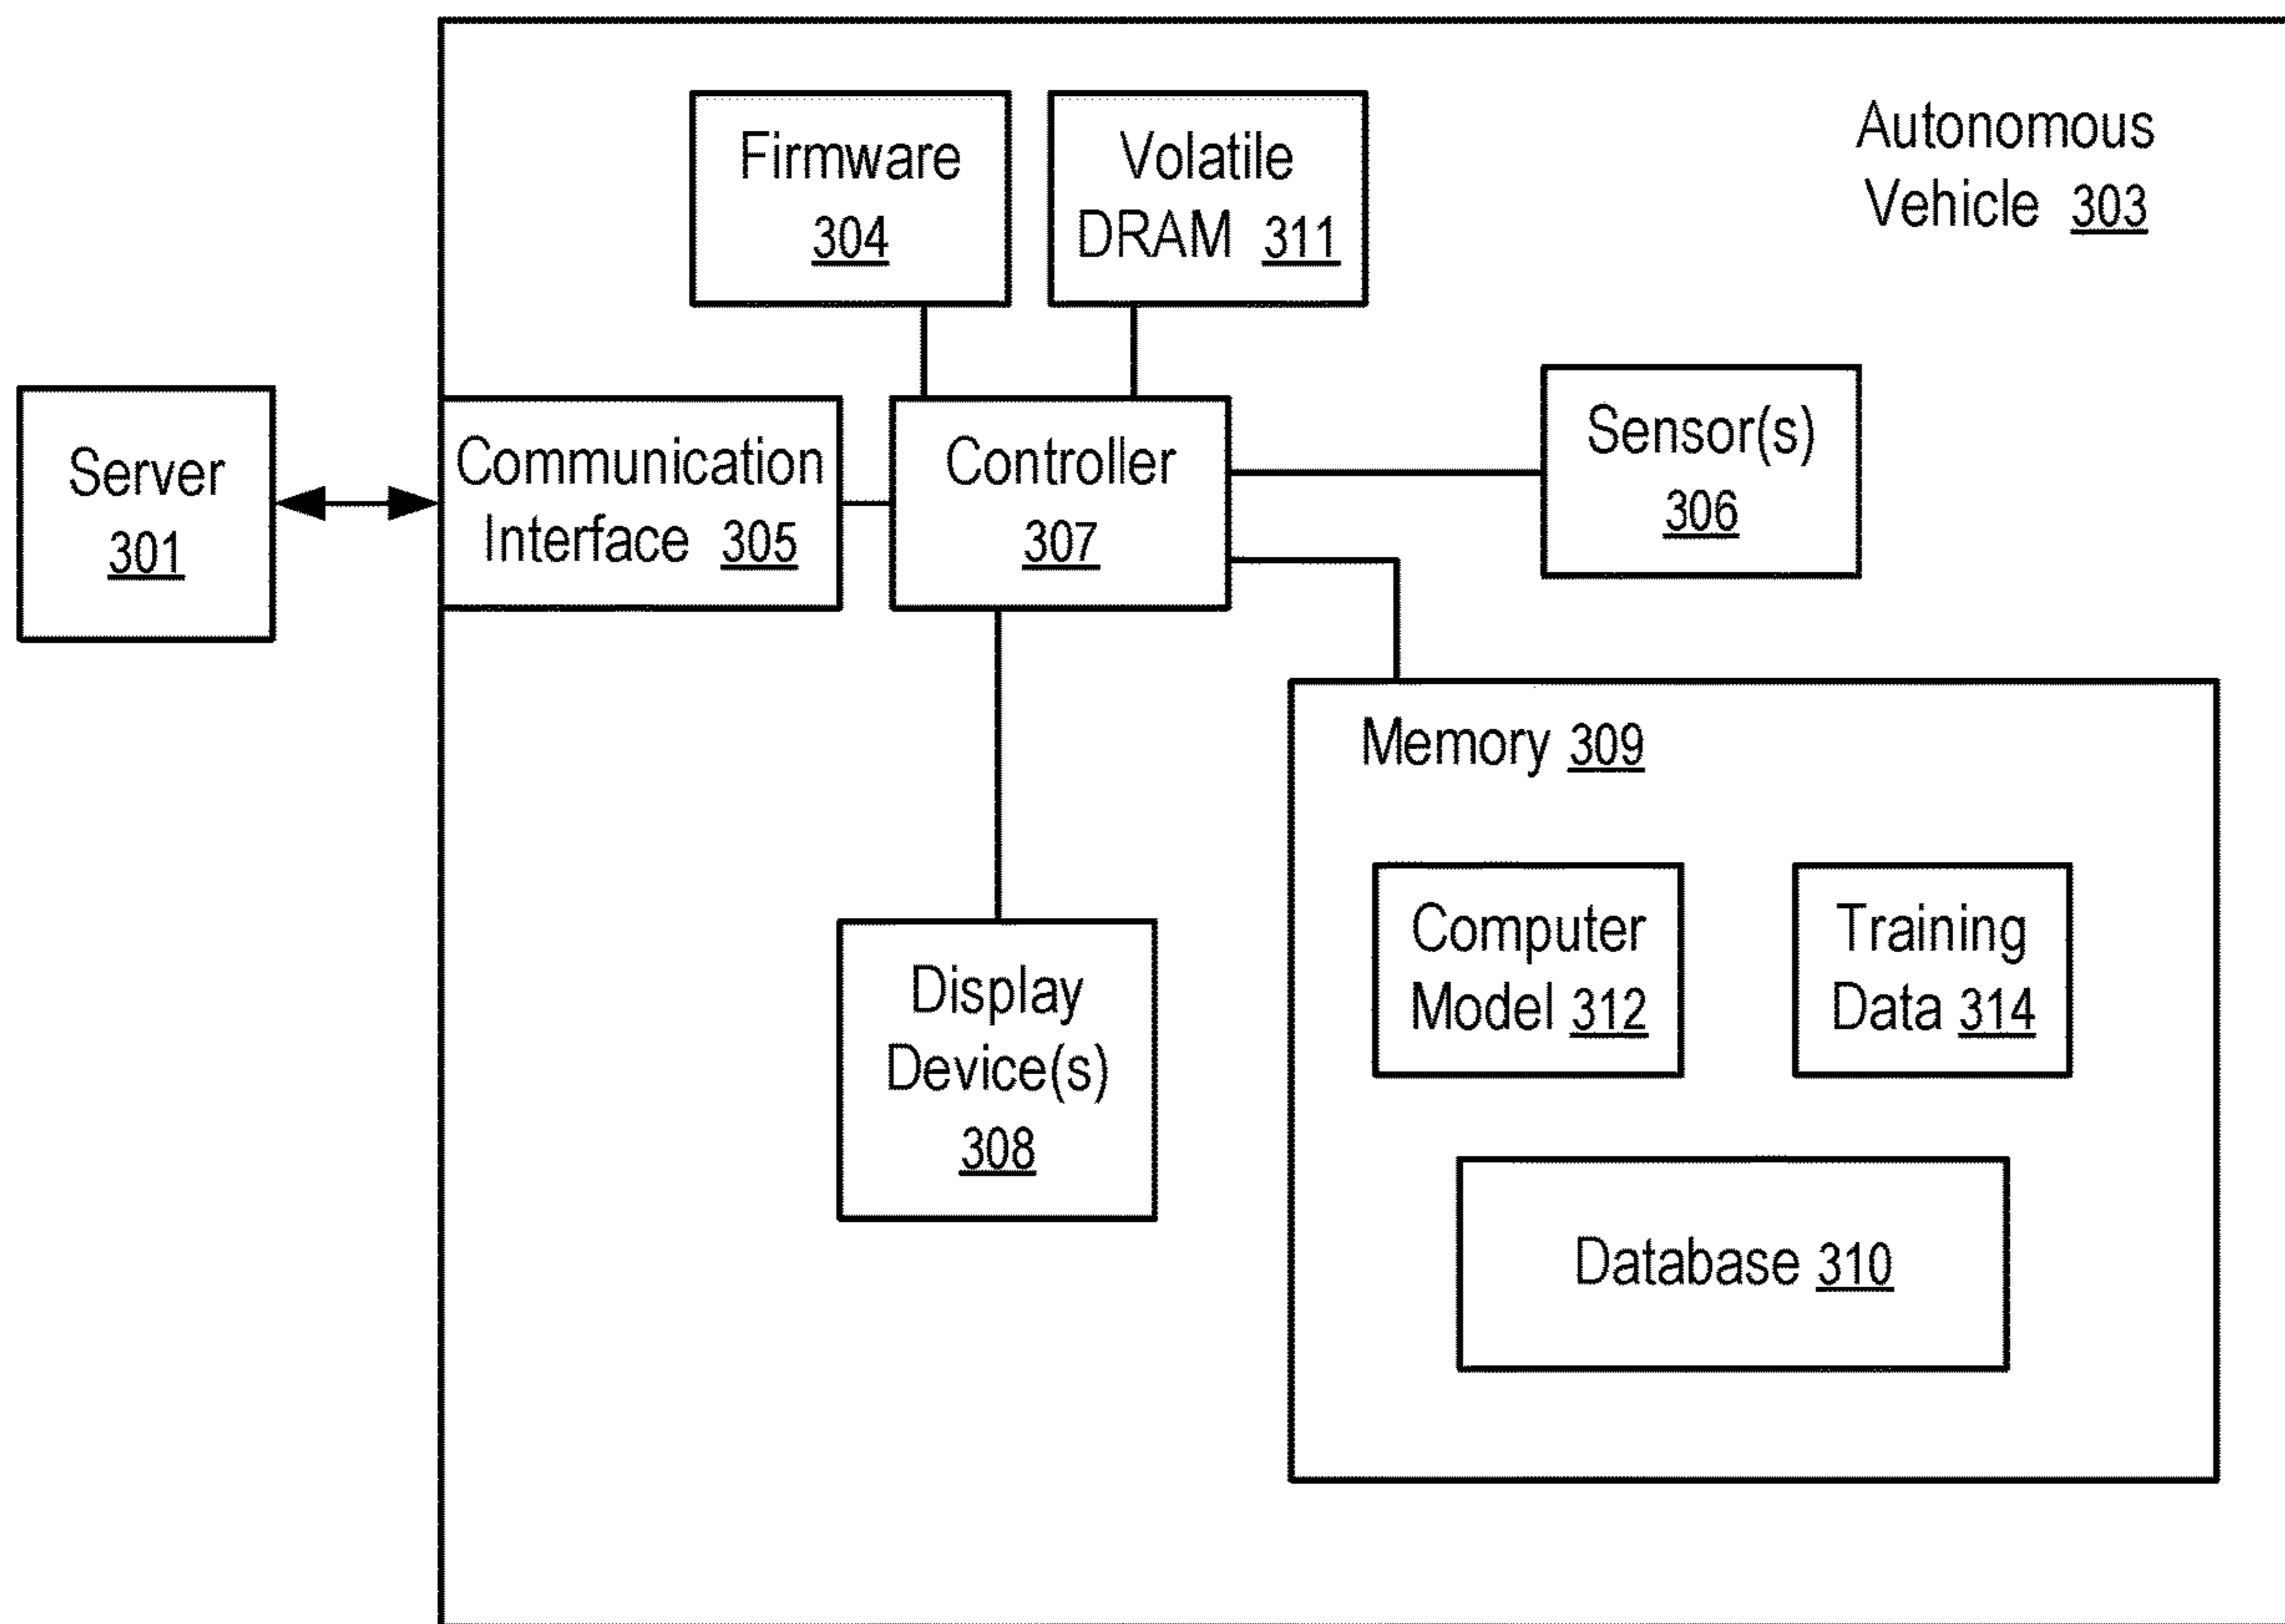 Firmware
304
Volatile
DRAM 311
Autonomous
Vehicle 303
Server
301
Communication
Interface 305
Controller
307
Sensor(s)
306
Memory 309
Computer
Model 312
Training
Data 314
Display
Device(s)
308
Database 310